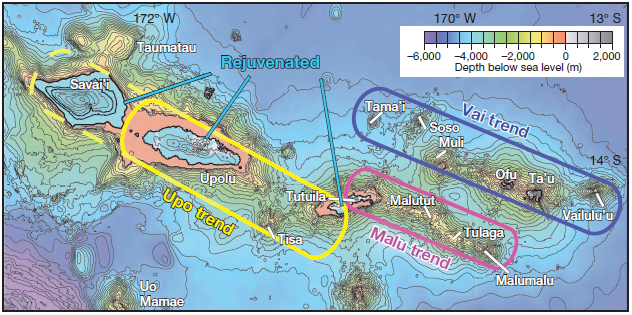 172° W
170° W
13° S
Taumatau
Rejuvenated
–6,000 –4,000 –2,000 0 2,000
Depth below sea level (m)
Savai'i
Tama'i
Vai trend
Soso
Muli
14° S
Upolu
Ofu
Ta'u
Tutuila
Malutut
Vailulu'u
Upo trend
Malu trend
Tulaga
Tisa
Malumalu
Uo
Mamae